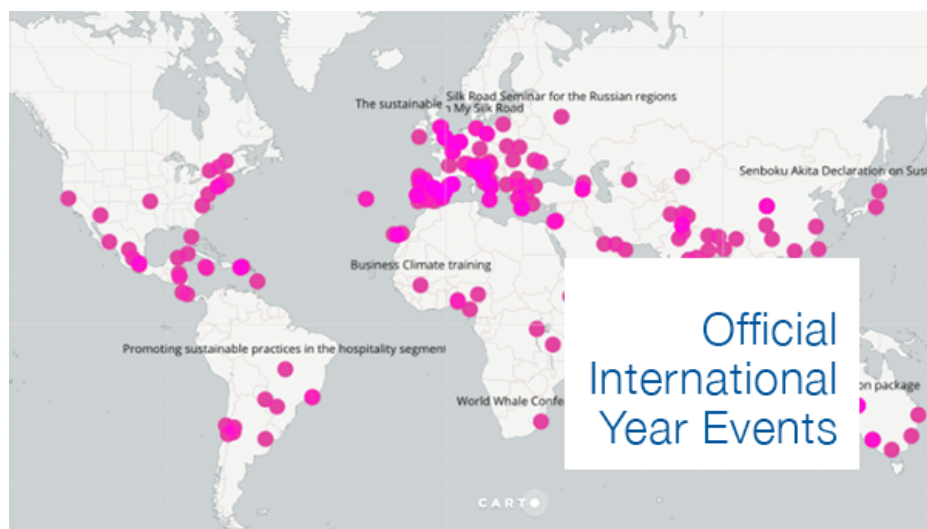 Silk Road Seminar for the Russian regions
The sustainable
My Silk Road
Senboku Akita Declaration on Sust
Business Climate training
Promoting sustainable practices in the hospitality segment
World Whale Confe
on package
Official
International
Year Events
CARTO